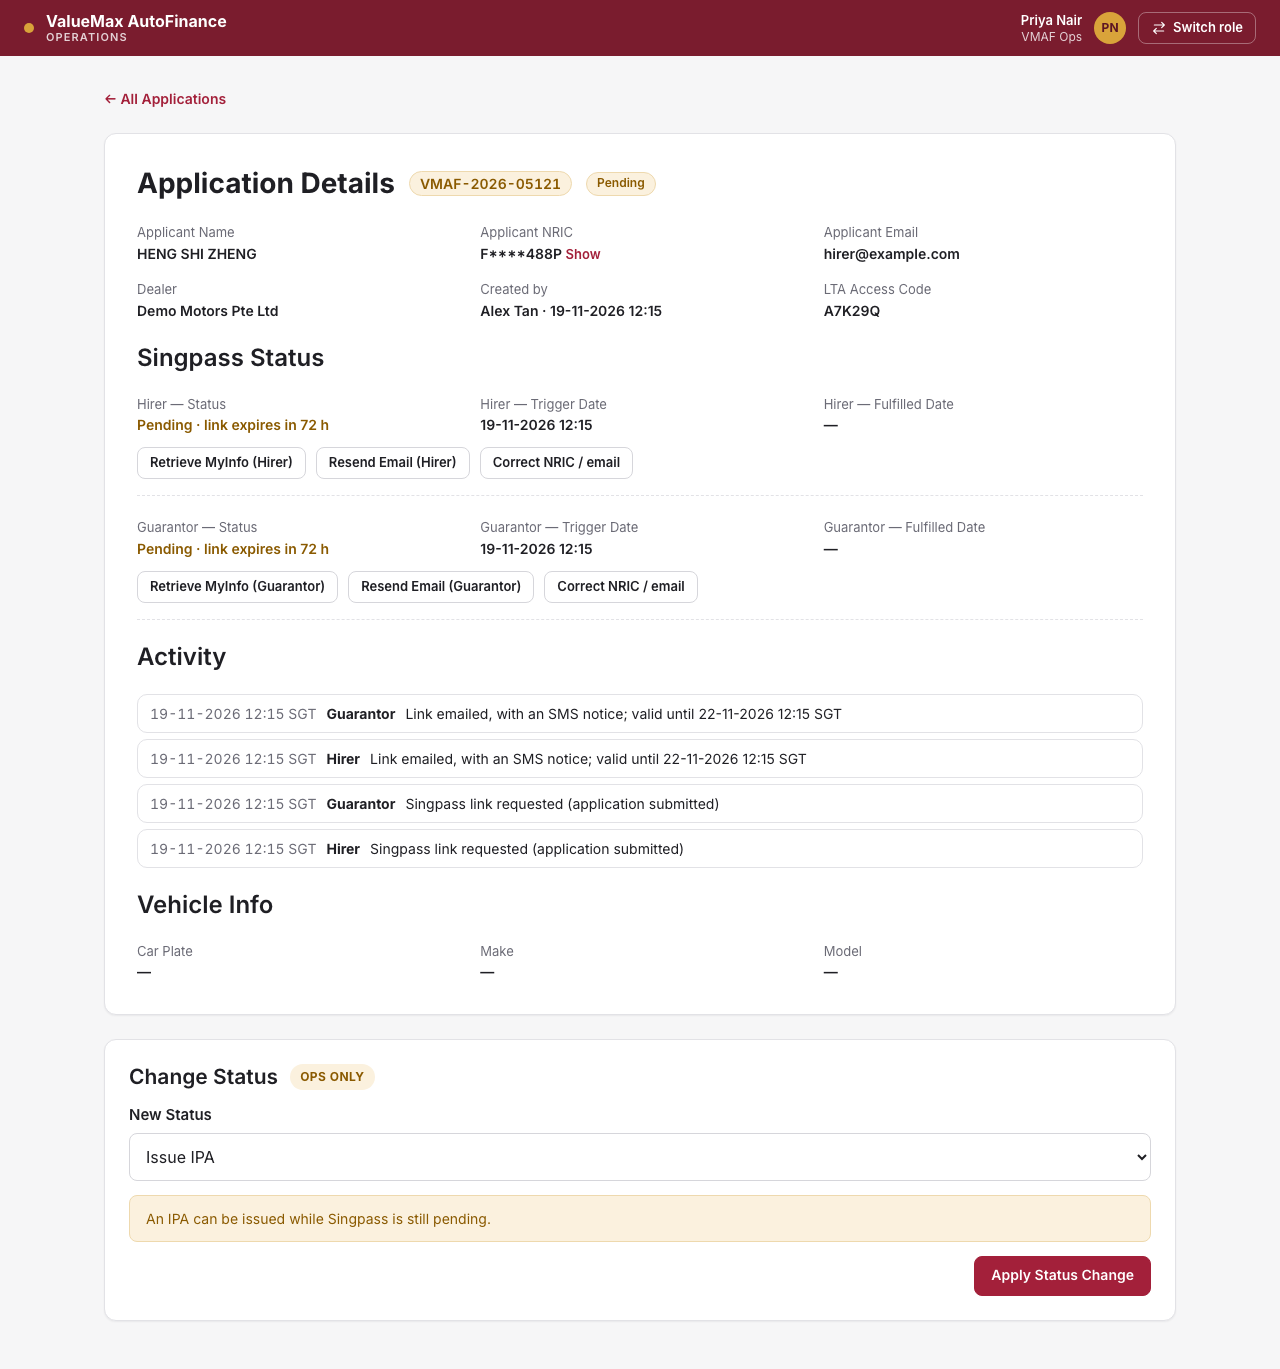 ValueMax AutoFinance
OPERATIONS
Priya Nair
VMAF Ops
PN
Switch role
← All Applications
Application Details VMAF-2026-05121 Pending
Applicant Name Applicant NRIC Applicant Email
HENG SHI ZHENG F****488P Show hirer@example.com
Dealer Created by LTA Access Code
Demo Motors Pte Ltd Alex Tan · 19-11-2026 12:15 A7K29Q
Singpass Status
Hirer — Status Hirer — Trigger Date Hirer — Fulfilled Date
Pending · link expires in 72 h 19-11-2026 12:15 —
Retrieve MyInfo (Hirer) Resend Email (Hirer) Correct NRIC / email
Guarantor — Status Guarantor — Trigger Date Guarantor — Fulfilled Date
Pending · link expires in 72 h 19-11-2026 12:15 —
Retrieve MyInfo (Guarantor) Resend Email (Guarantor) Correct NRIC / email
Activity
19-11-2026 12:15 SGT Guarantor Link emailed, with an SMS notice; valid until 22-11-2026 12:15 SGT
19-11-2026 12:15 SGT Hirer Link emailed, with an SMS notice; valid until 22-11-2026 12:15 SGT
19-11-2026 12:15 SGT Guarantor Singpass link requested (application submitted)
19-11-2026 12:15 SGT Hirer Singpass link requested (application submitted)
Vehicle Info
Car Plate Make Model
— — —
Change Status OPS ONLY
New Status
Issue IPA
An IPA can be issued while Singpass is still pending.
Apply Status Change